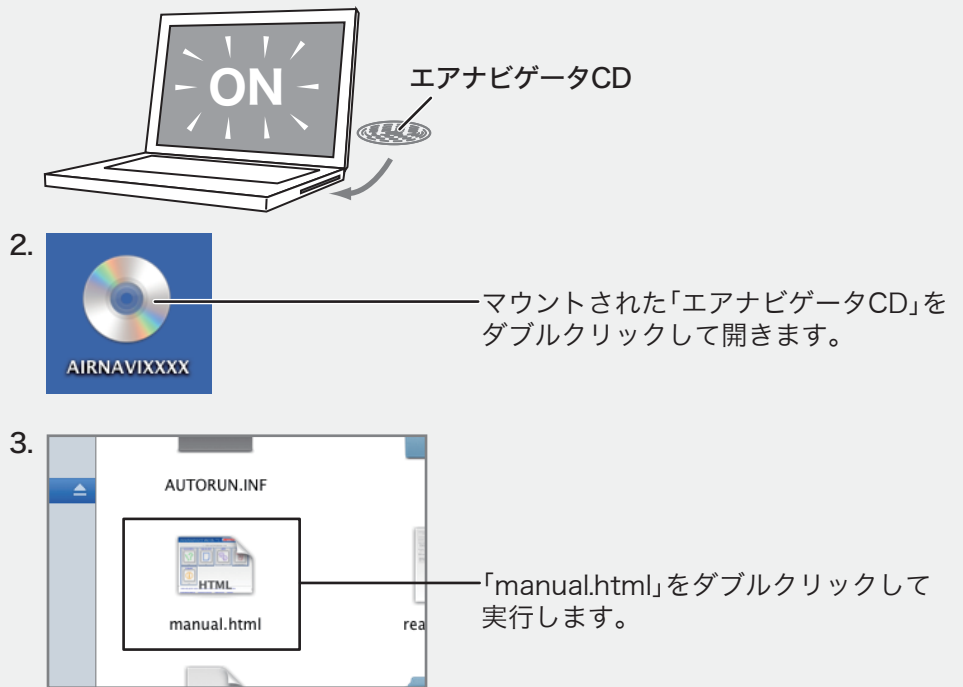 ON
エアナビゲータCD
2.
AIRNAVIXXXX
マウントされた「エアナビゲータCD」を
ダブルクリックして開きます。
3.
AUTORUN.INF
HTML
manual.html
rea
「manual.html」をダブルクリックして
実行します。